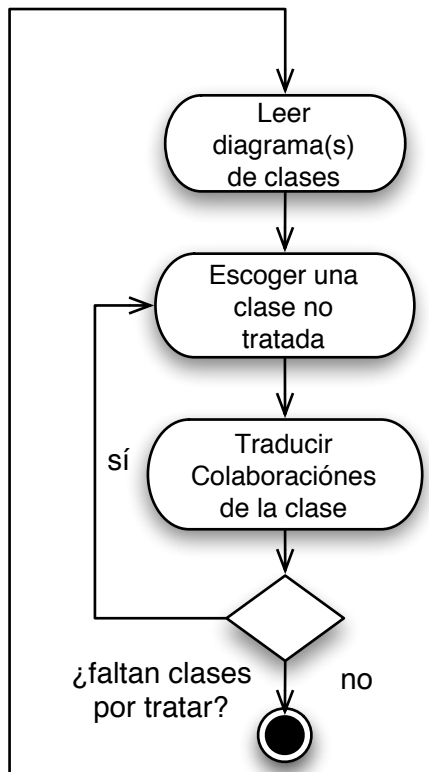 Leer
diagrama(s)
de clases
Escoger una
clase no
tratada
sí
Traducir
Colaboraciónes
de la clase
¿faltan clases
por tratar?
no